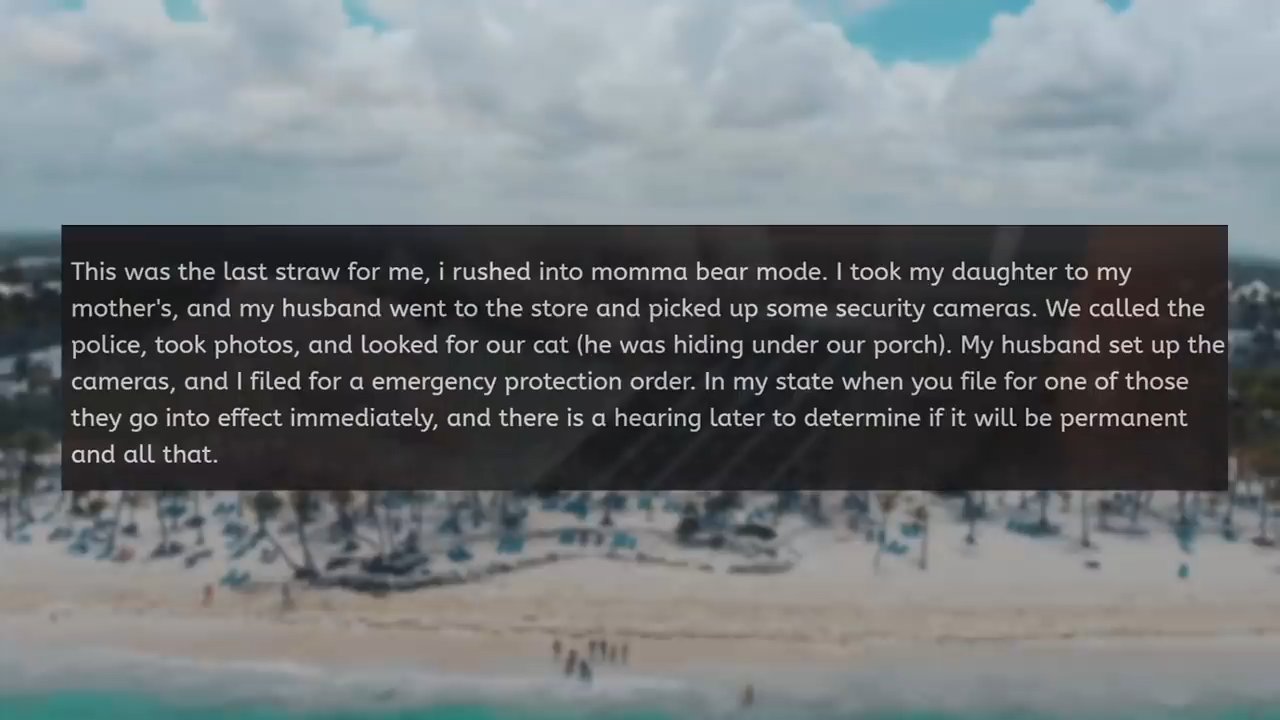 This was the last straw for me, i rushed into momma bear mode. I took my daughter to my
mother's, and my husband went to the store and picked up some security cameras. We called the
police, took photos, and looked for our cat (he was hiding under our porch). My husband set up the
cameras, and I filed for a emergency protection order. In my state when you file for one of those
they go into effect immediately, and there is a hearing later to determine if it will be permanent
and all that.